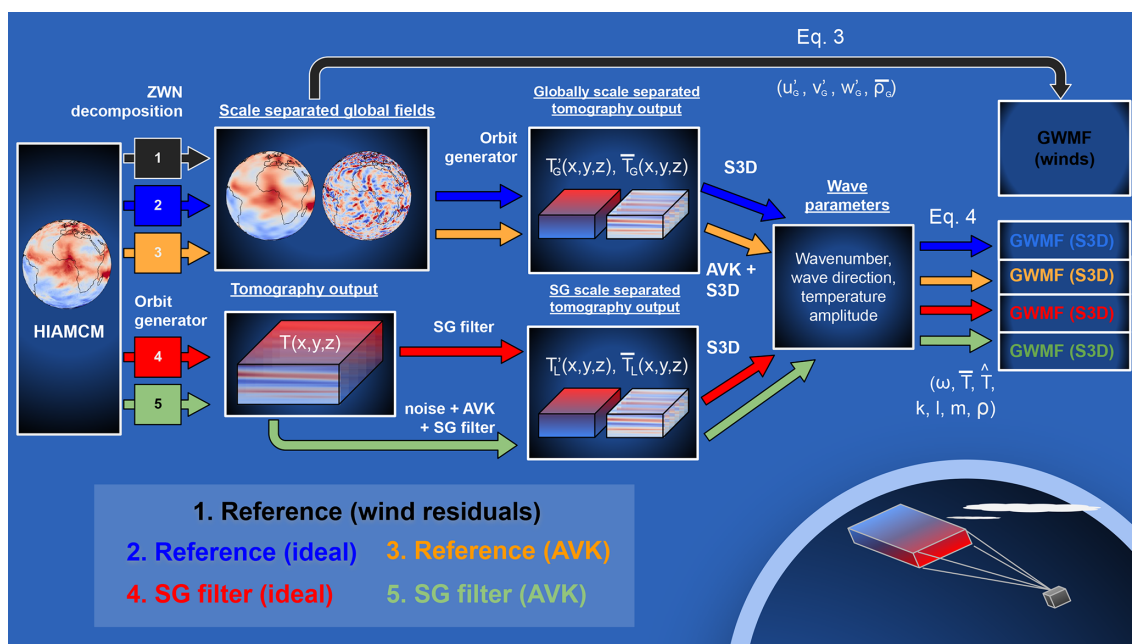 Eq. 3
(u'G, v'G, w'G, ρ̅G)
ZWN
decomposition
Scale separated global fields
Globally scale separated
tomography output
GWMF
(winds)
1
2
3
Orbit
generator
T'G(x,y,z), T̅G(x,y,z)
S3D
AVK +
S3D
Wave
parameters
Wavenumber,
wave direction,
temperature
amplitude
Eq. 4
GWMF (S3D)
GWMF (S3D)
GWMF (S3D)
GWMF (S3D)
(ω, T̅, T̂,
k, l, m, ρ)
HIAMCM
Orbit
generator
4
5
Tomography output
T(x,y,z)
SG filter
noise + AVK
+ SG filter
SG scale separated
tomography output
T'L(x,y,z), T̅L(x,y,z)
S3D
1. Reference (wind residuals)
2. Reference (ideal)
3. Reference (AVK)
4. SG filter (ideal)
5. SG filter (AVK)